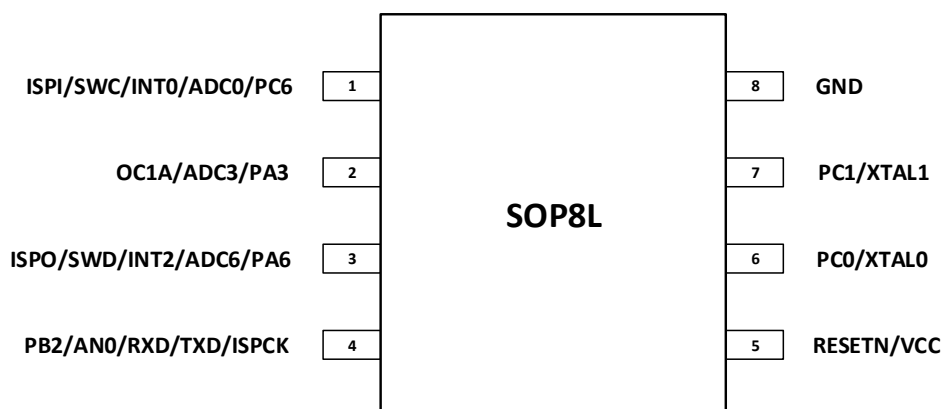 ISPI/SWC/INT0/ADC0/PC6 1 8 GND
OC1A/ADC3/PA3 2 7 PC1/XTAL1
SOP8L
ISPO/SWD/INT2/ADC6/PA6 3 6 PC0/XTAL0
PB2/AN0/RXD/TXD/ISPCK 4 5 RESETN/VCC